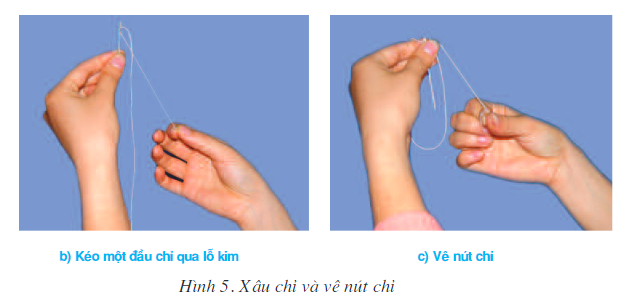 b) Kéo một đầu chỉ qua lỗ kim
c) Vê nút chỉ
Hình 5. Xâu chỉ và vê nút chỉ